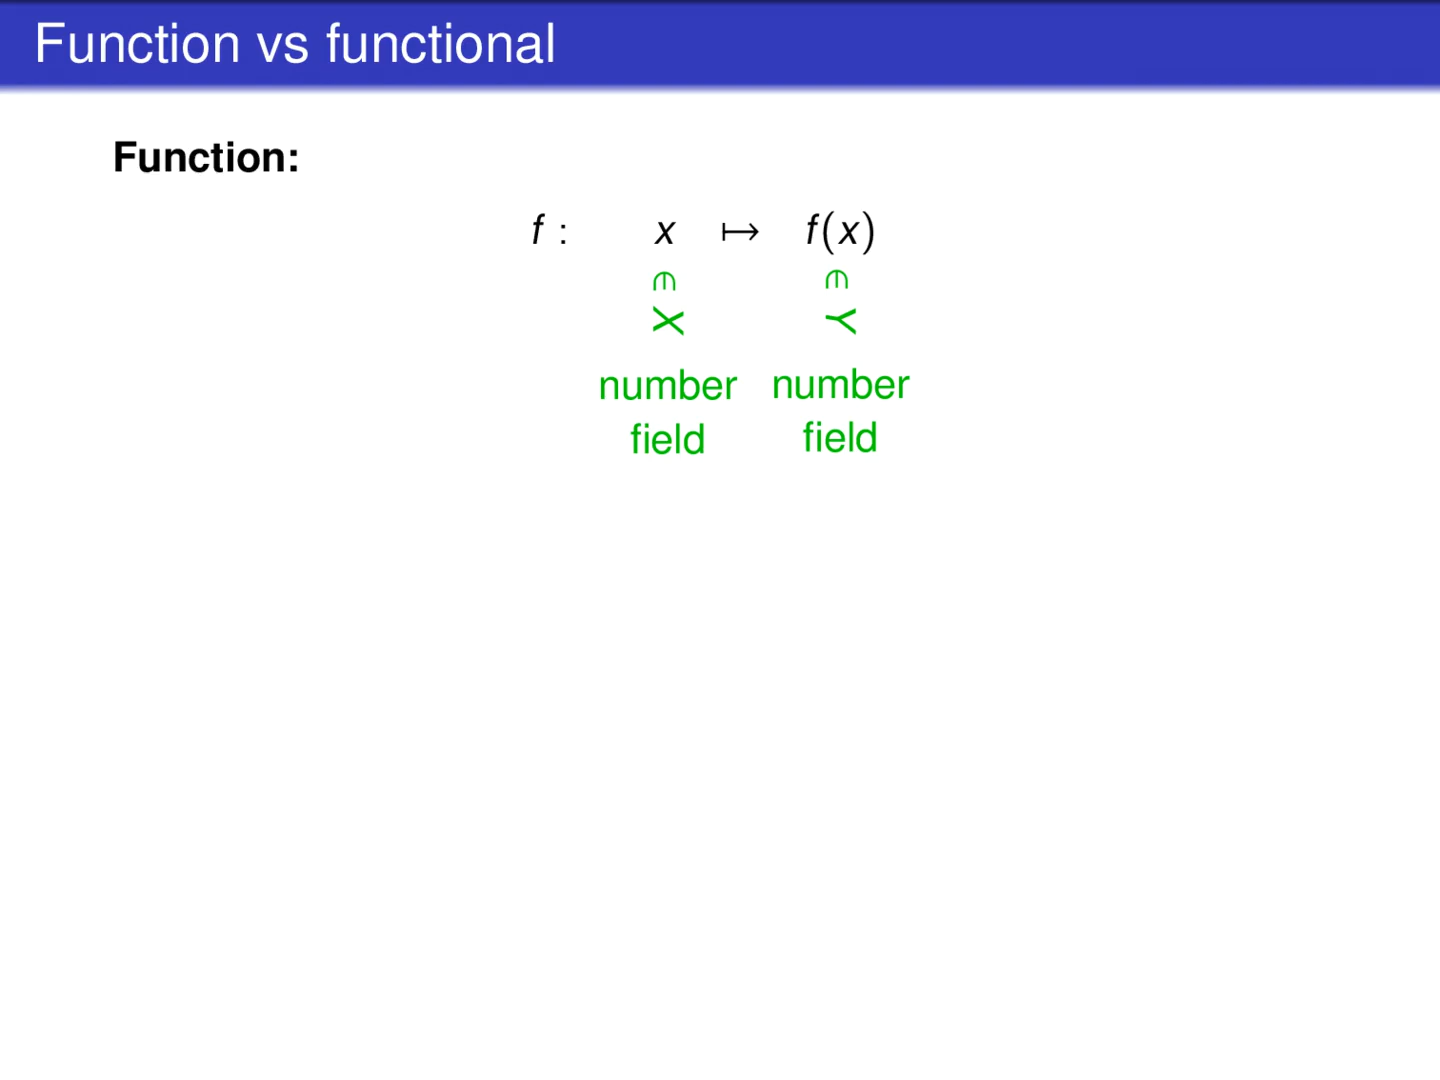 Function vs functional
Function:
f : x ↦ f(x)
∈ ∈
X Y
number number
field field